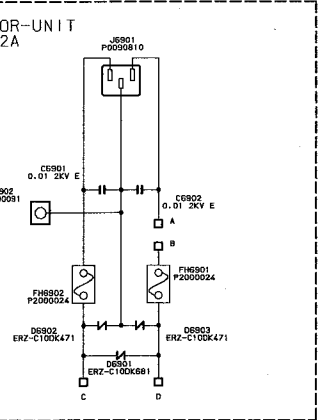 OR-UNIT
2A
J6901
P0090810
C6901
0.01 2KV E
902
00091
C6902
0.01 2KV E
A
B
FH6902
P2000024
FH6901
P2000024
D6902
ERZ-C10DK471
D6903
ERZ-C10DK471
D6901
ERZ-C10DK681
C
D